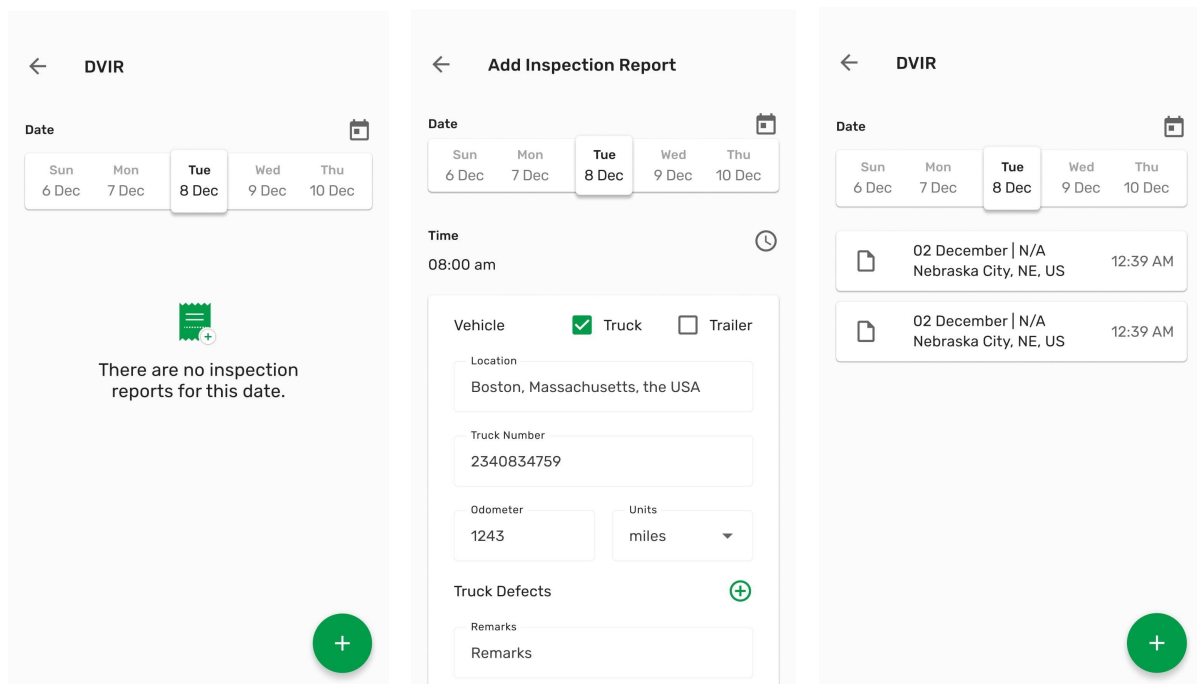 DVIR
Date
Sun Mon Tue Wed Thu
6 Dec 7 Dec 8 Dec 9 Dec 10 Dec
There are no inspection
reports for this date.
Add Inspection Report
Date
Sun Mon Tue Wed Thu
6 Dec 7 Dec 8 Dec 9 Dec 10 Dec
Time
08:00 am
Vehicle Truck Trailer
Location
Boston, Massachusetts, the USA
Truck Number
2340834759
Odometer Units
1243 miles
Truck Defects
Remarks
Remarks
DVIR
Date
Sun Mon Tue Wed Thu
6 Dec 7 Dec 8 Dec 9 Dec 10 Dec
02 December | N/A
Nebraska City, NE, US 12:39 AM
02 December | N/A
Nebraska City, NE, US 12:39 AM